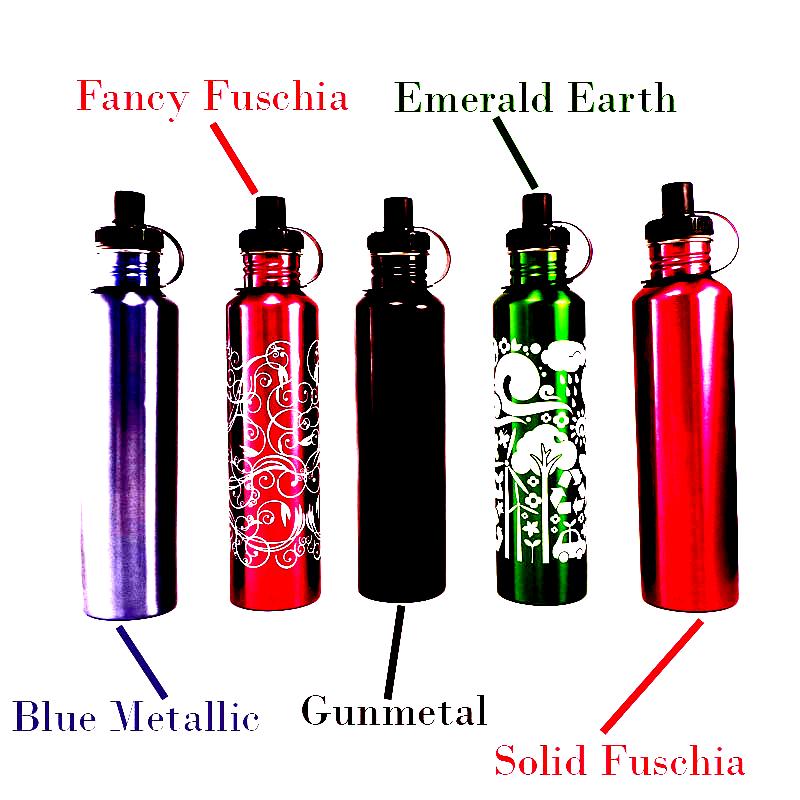 Fancy Fuschia
Emerald Earth
Blue Metallic
Gunmetal
Solid Fuschia